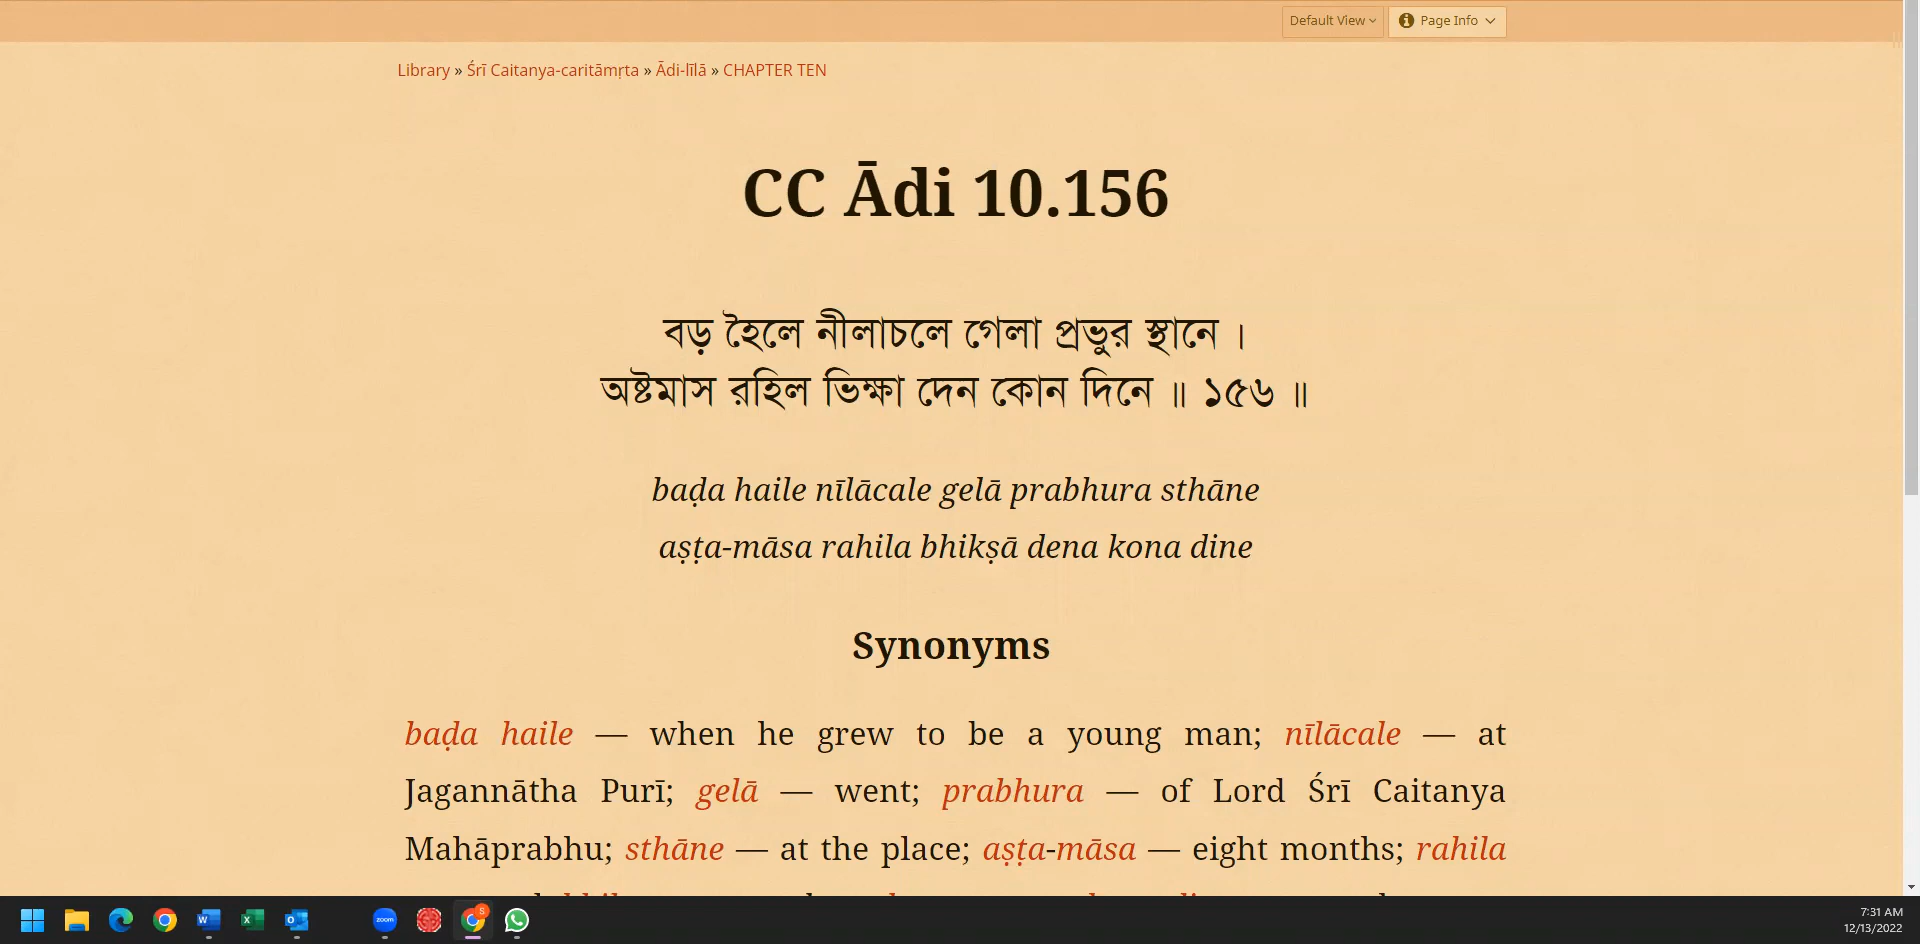 Default View
Page Info
Library » Śrī Caitanya-caritāmṛta » Ādi-līlā » CHAPTER TEN
CC Ādi 10.156
বড় হৈলে নীলাচলে গেলা প্রভুর স্থানে ।
অষ্টমাস রহিল ভিক্ষা দেন কোন দিনে ॥ ১৫৬ ॥
baḍa haile nīlācale gelā prabhura sthāne
aṣṭa-māsa rahila bhikṣā dena kona dine
Synonyms
baḍa haile — when he grew to be a young man; nīlācale — at
Jagannātha Purī; gelā — went; prabhura — of Lord Śrī Caitanya
Mahāprabhu; sthāne — at the place; aṣṭa-māsa — eight months; rahila
zoom
7:31 AM
12/13/2022